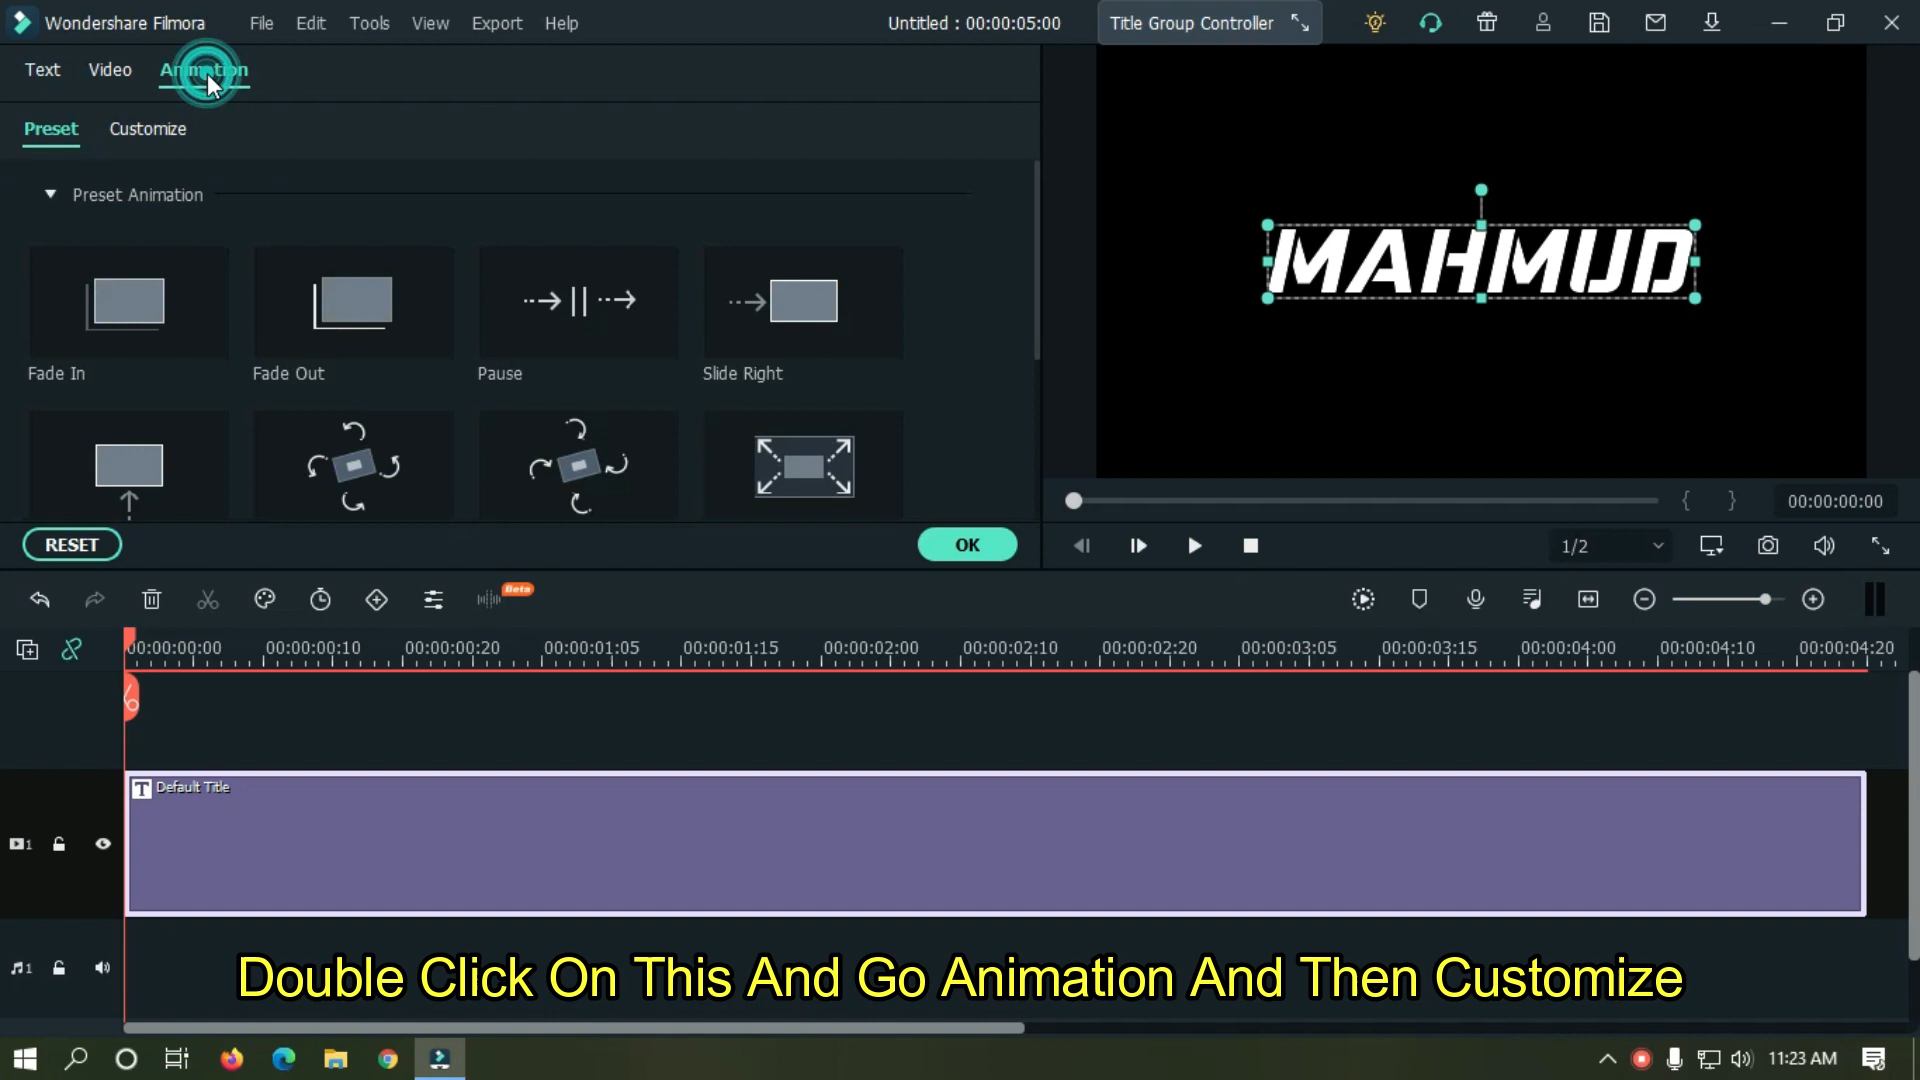 Wondershare Filmora File Edit Tools View Export Help Untitled : 00:00:05:00 Title Group Controller
Text Video Animation
Preset Customize
Preset Animation
Fade In Fade Out Pause Slide Right
MAHMUD
RESET OK
{ } 00:00:00:00
1/2
Beta
00:00:00:00 00:00:00:10 00:00:00:20 00:00:01:05 00:00:01:15 00:00:02:00 00:00:02:10 00:00:02:20 00:00:03:05 00:00:03:15 00:00:04:00 00:00:04:10 00:00:04:20
T Default Title
1
1
Double Click On This And Go Animation And Then Customize
11:23 AM